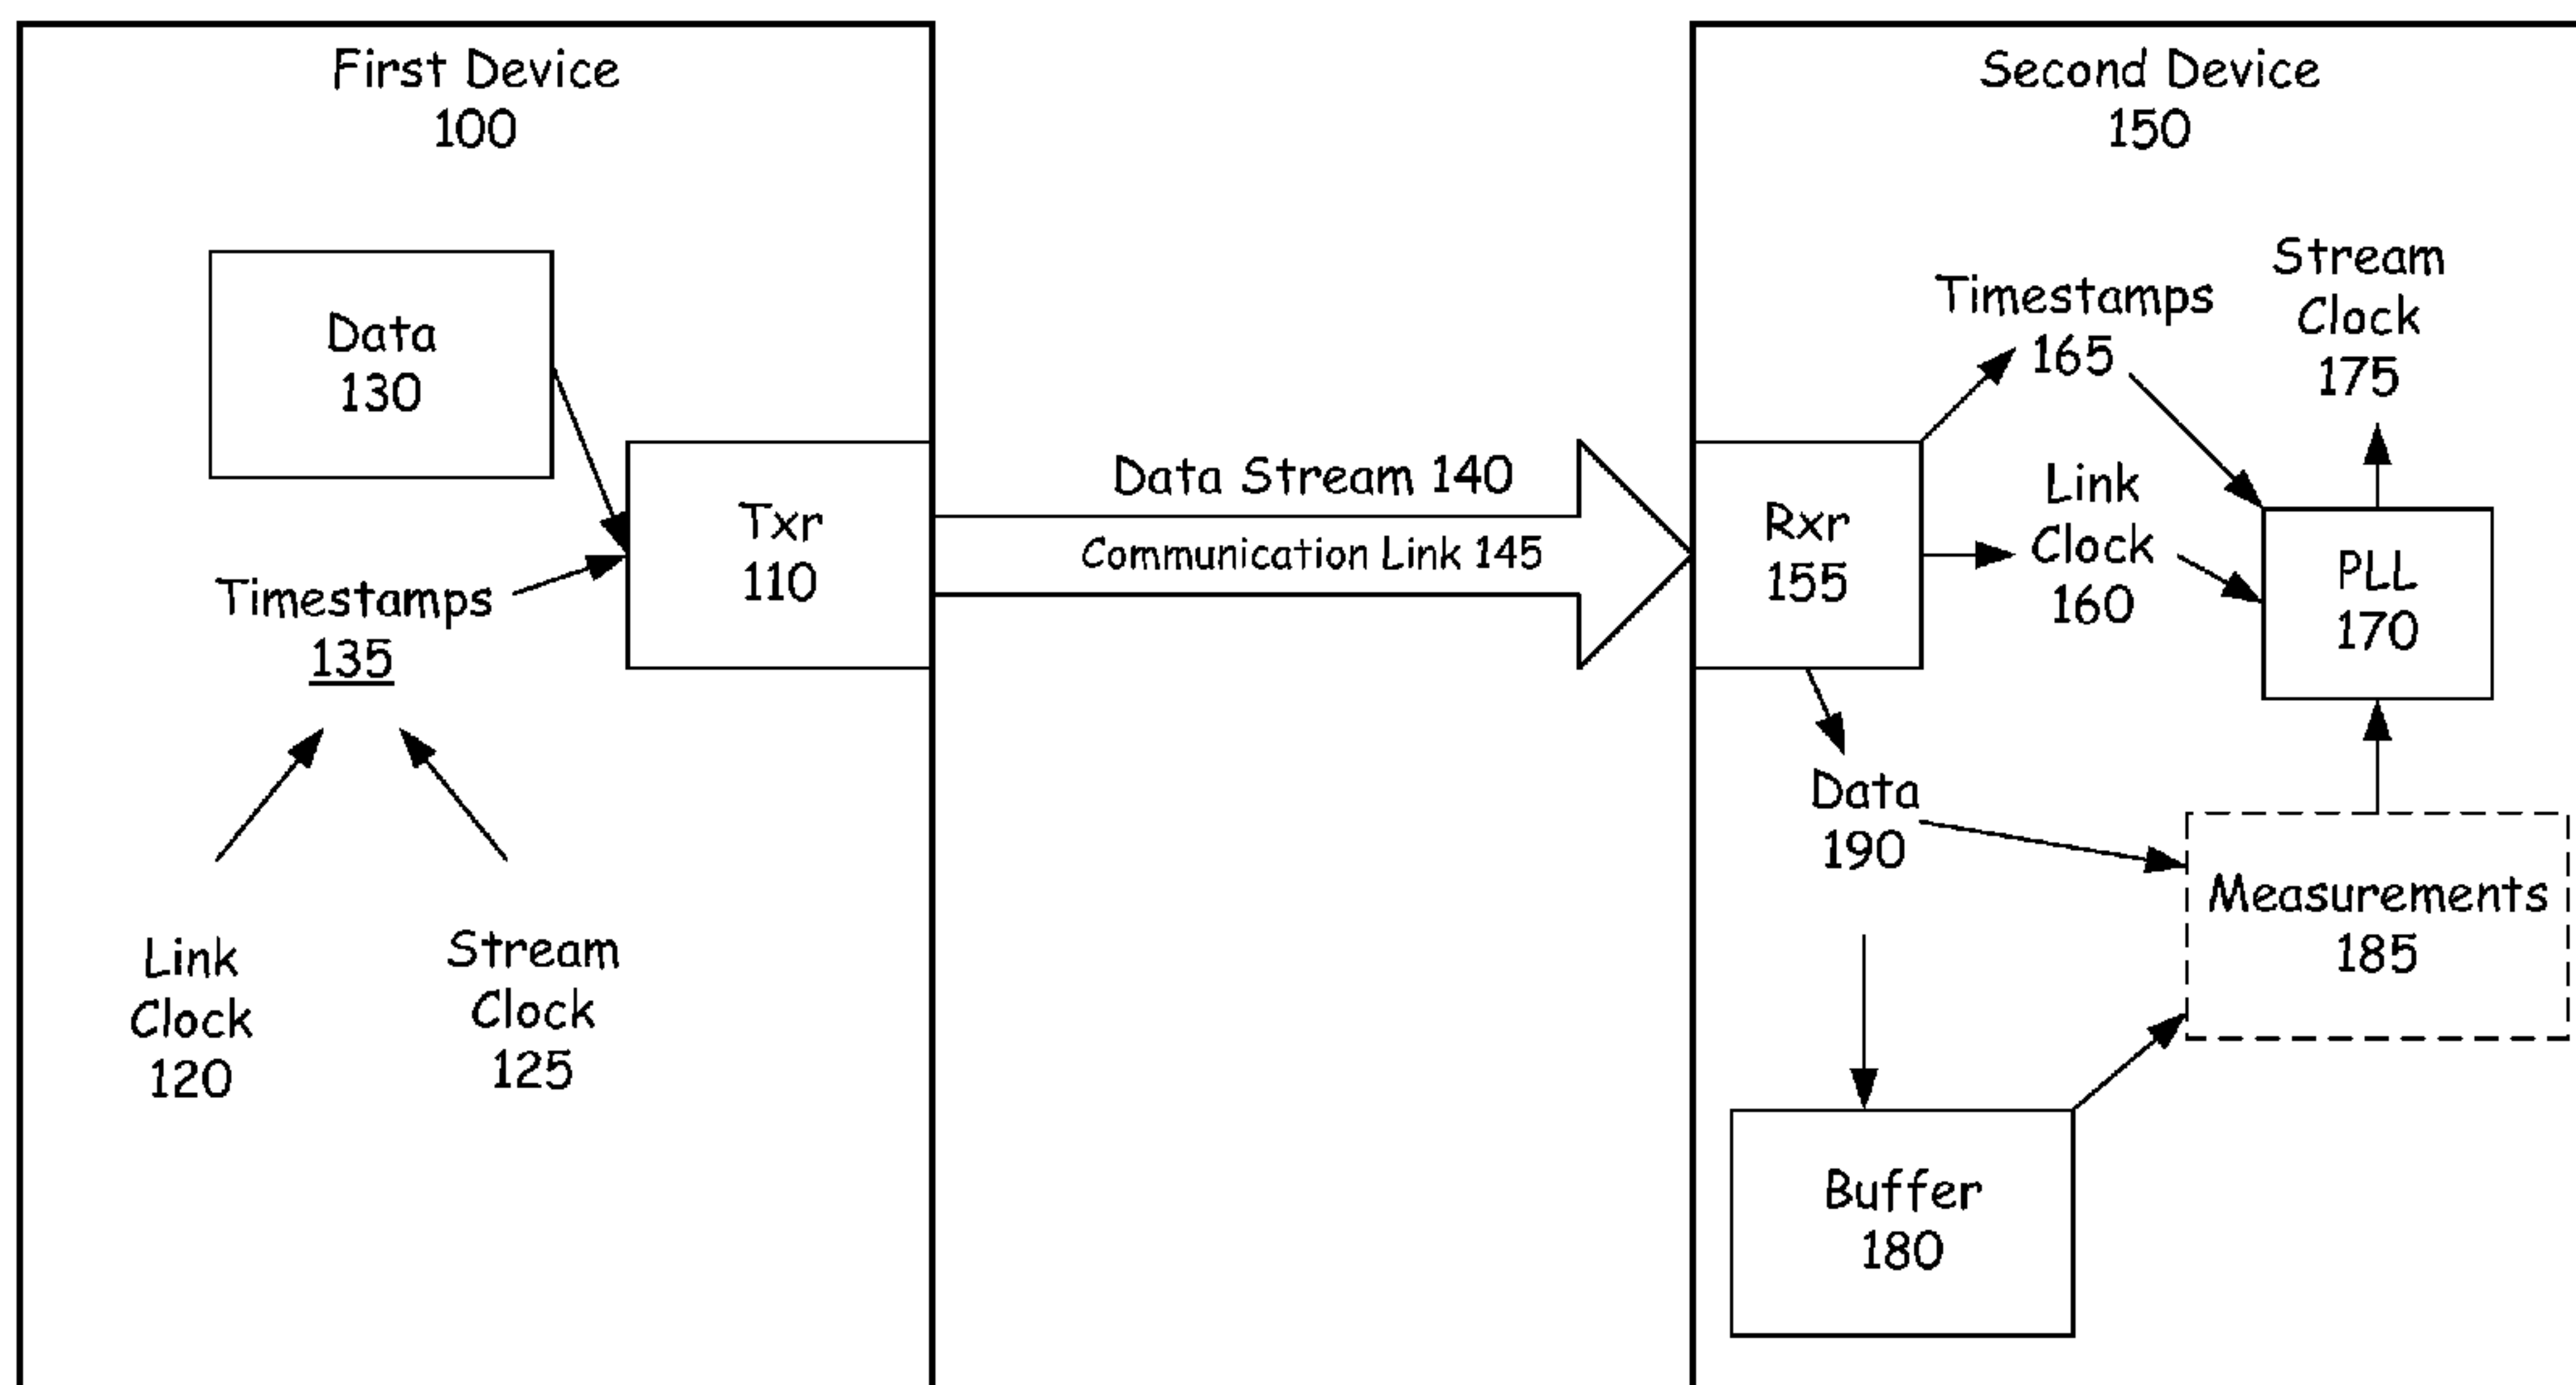 First Device
100
Data
130
Timestamps
135
Link
Clock
120
Stream
Clock
125
Txr
110
Data Stream 140
Communication Link 145
Second Device
150
Rxr
155
Timestamps
165
Stream
Clock
175
Link
Clock
160
PLL
170
Data
190
Measurements
185
Buffer
180